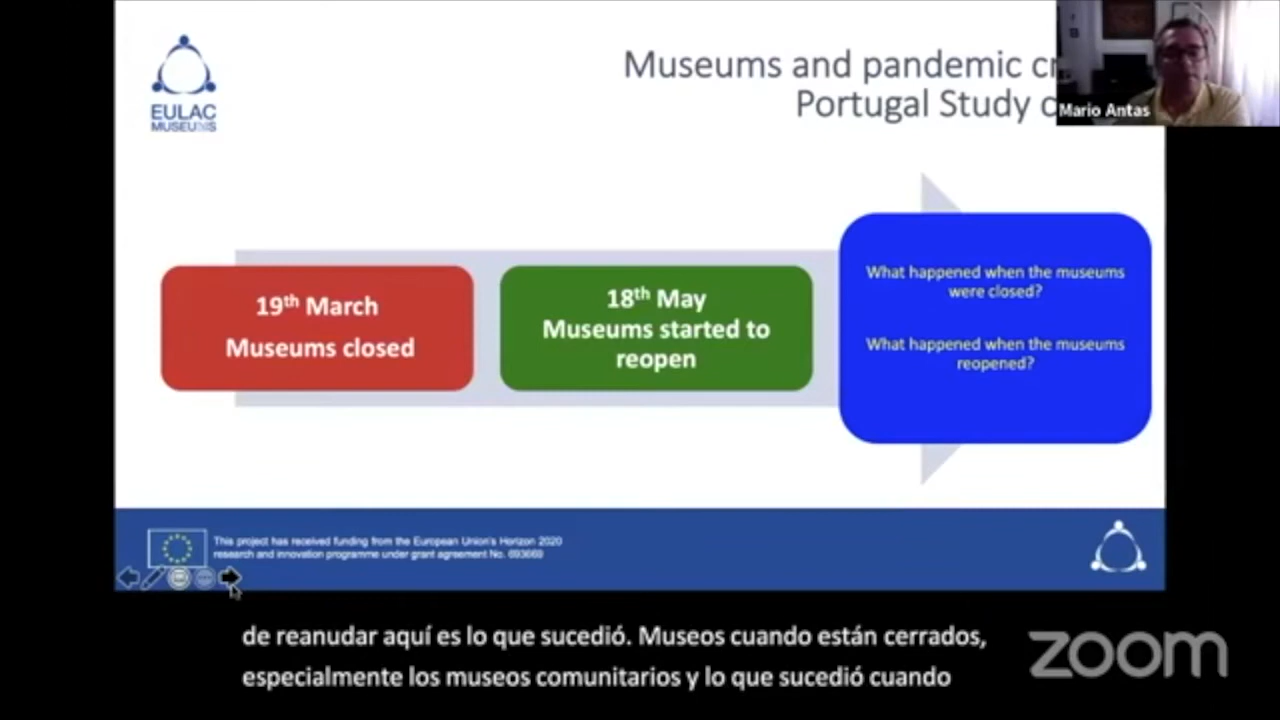 EULAC
MUSEUMS
Museums and pandemic
Portugal Study
Mario Antas
19th March
Museums closed
18th May
Museums started to
reopen
What happened when the museums
were closed?
What happened when the museums
reopened?
This project has received funding from the European Union's Horizon 2020
research and innovation programme under grant agreement No. 693669
de reanudar aquí es lo que sucedió. Museos cuando están cerrados,
especialmente los museos comunitarios y lo que sucedió cuando
zoom